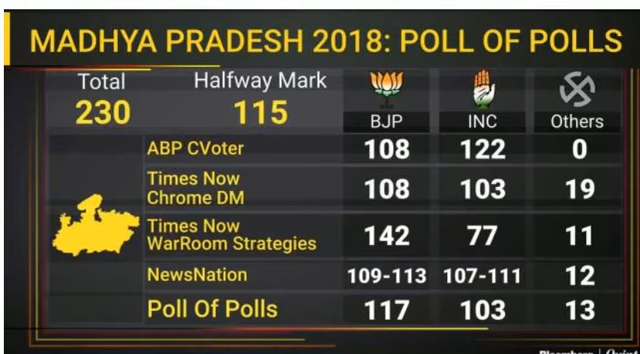 MADHYA PRADESH 2018: POLL OF POLLS
Total Halfway Mark
230 115 BJP INC Others
ABP CVoter 108 122 0
Times Now
Chrome DM 108 103 19
Times Now
WarRoom Strategies 142 77 11
NewsNation 109-113 107-111 12
Poll Of Polls 117 103 13